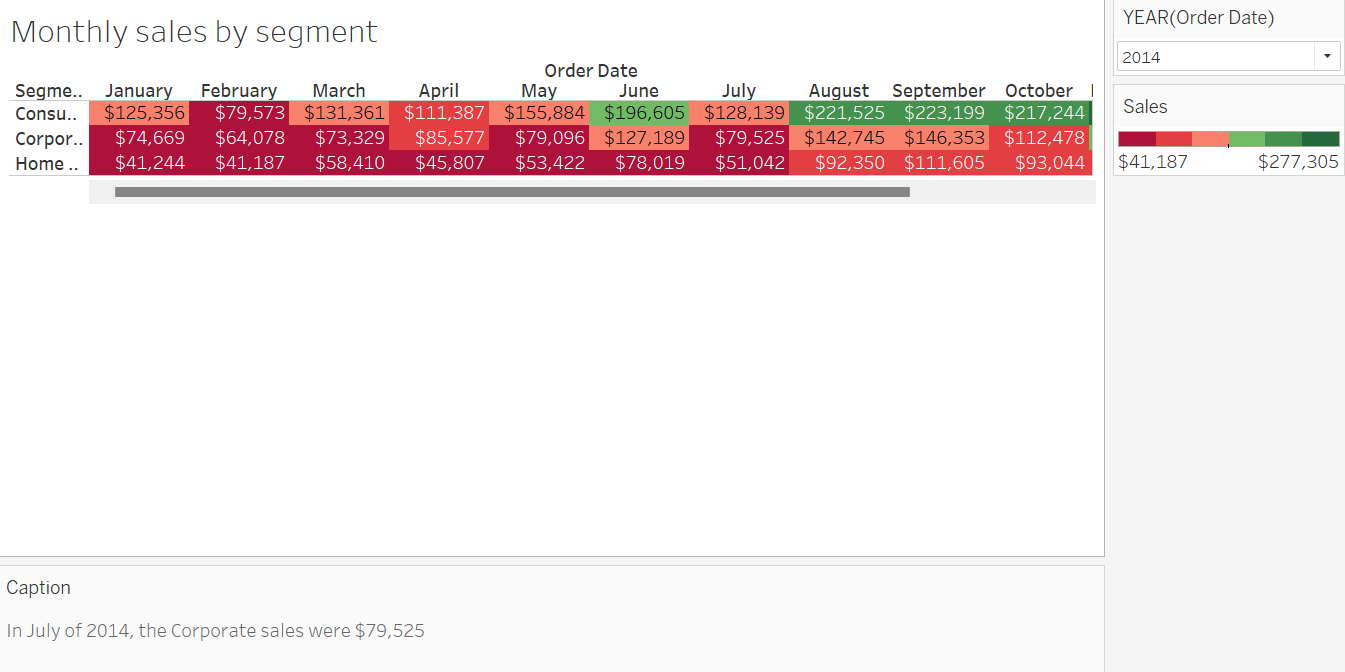 Monthly sales by segment
Order Date
Segme.. January February March April May June July August September October
Consu.. $125,356 $79,573 $131,361 $111,387 $155,884 $196,605 $128,139 $221,525 $223,199 $217,244
Corpor.. $74,669 $64,078 $73,329 $85,577 $79,096 $127,189 $79,525 $142,745 $146,353 $112,478
Home .. $41,244 $41,187 $58,410 $45,807 $53,422 $78,019 $51,042 $92,350 $111,605 $93,044
YEAR(Order Date)
2014
Sales
$41,187 $277,305
Caption
In July of 2014, the Corporate sales were $79,525